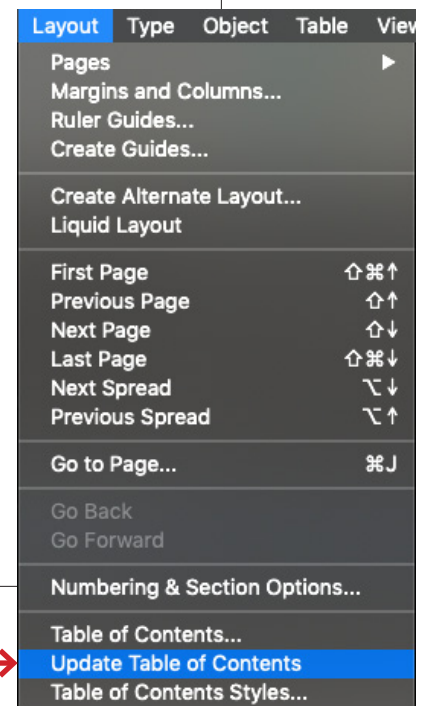 Layout Type Object Table View
Pages ▶
Margins and Columns...
Ruler Guides...
Create Guides...
Create Alternate Layout...
Liquid Layout
First Page ⇧⌘↑
Previous Page ⇧↑
Next Page ⇧↓
Last Page ⇧⌘↓
Next Spread ⌥↓
Previous Spread ⌥↑
Go to Page... ⌘J
Go Back
Go Forward
Numbering & Section Options...
Table of Contents...
Update Table of Contents
Table of Contents Styles...